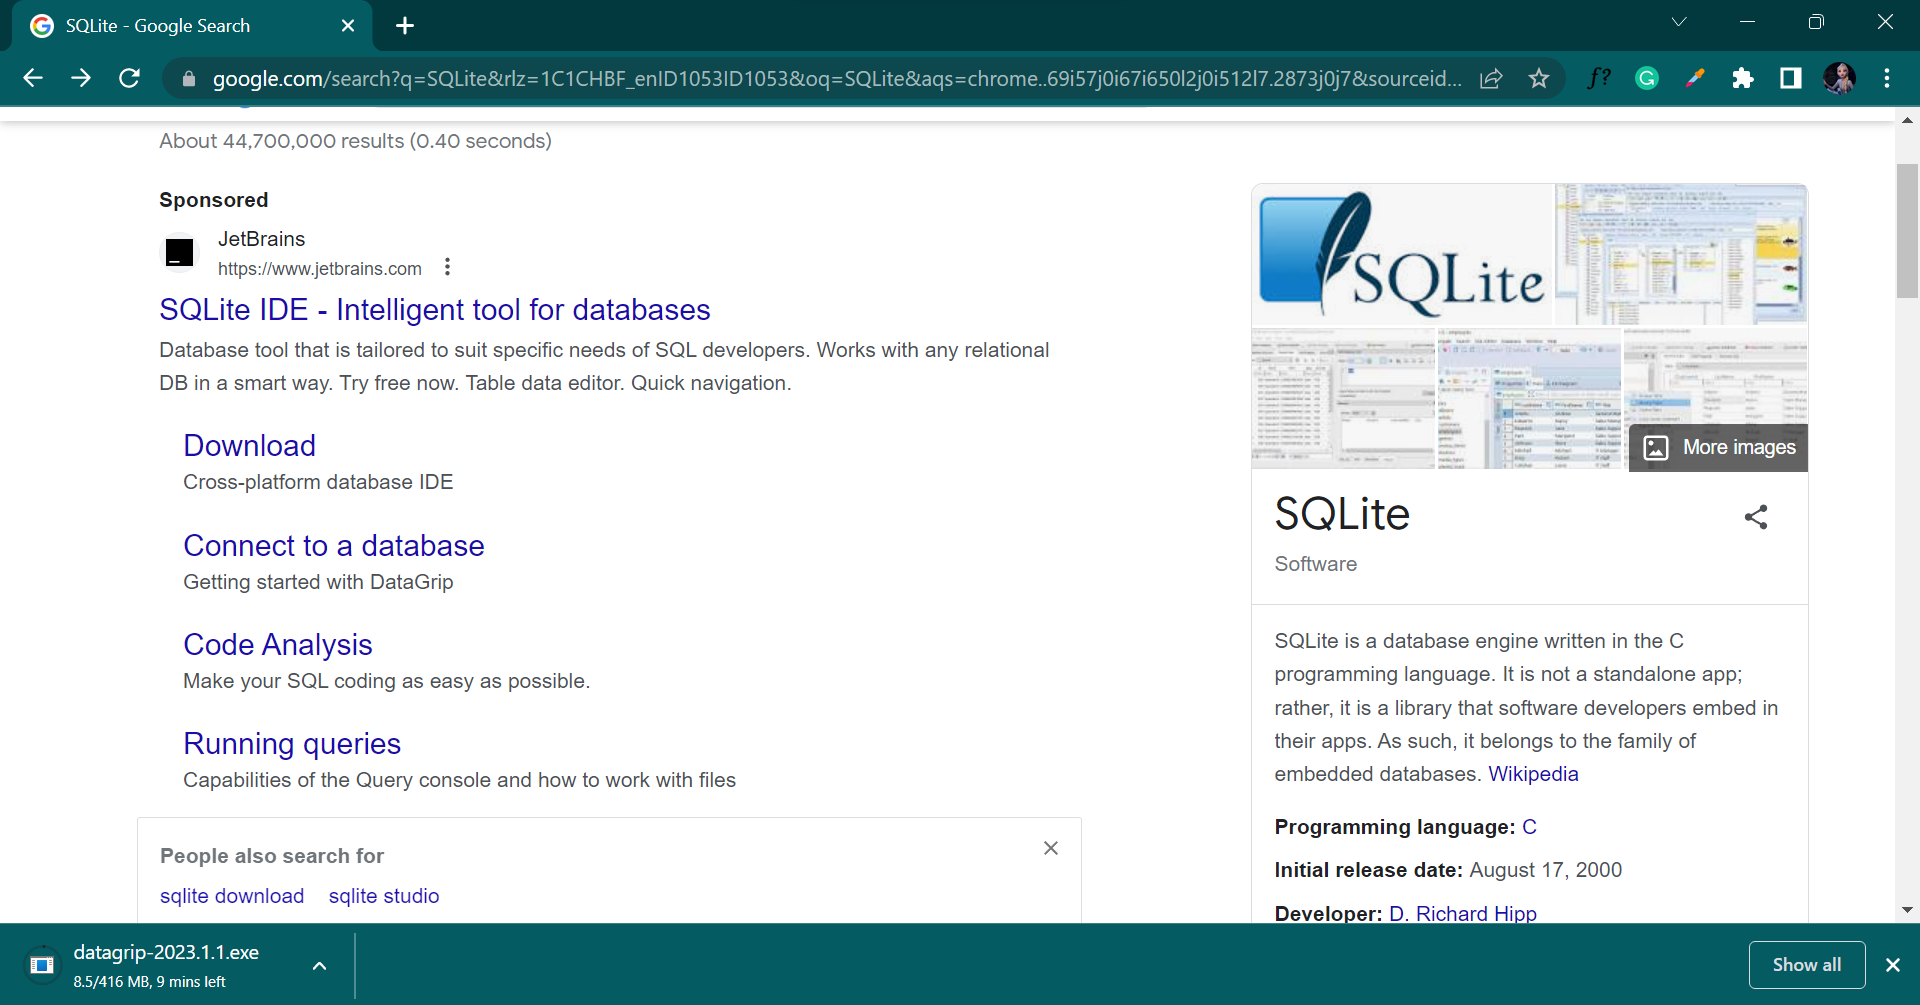 SQLite - Google Search
google.com/search?q=SQLite&rlz=1C1CHBF_enID1053ID1053&oq=SQLite&aqs=chrome..69i57j0i67i650l2j0i512l7.2873j0j7&sourceid...
f?
About 44,700,000 results (0.40 seconds)
Sponsored
JetBrains
https://www.jetbrains.com
SQLite IDE - Intelligent tool for databases
Database tool that is tailored to suit specific needs of SQL developers. Works with any relational
DB in a smart way. Try free now. Table data editor. Quick navigation.
Download
Cross-platform database IDE
Connect to a database
Getting started with DataGrip
Code Analysis
Make your SQL coding as easy as possible.
Running queries
Capabilities of the Query console and how to work with files
People also search for
sqlite download sqlite studio
SQLite
More images
SQLite
Software
SQLite is a database engine written in the C
programming language. It is not a standalone app;
rather, it is a library that software developers embed in
their apps. As such, it belongs to the family of
embedded databases. Wikipedia
Programming language: C
Initial release date: August 17, 2000
Developer: D. Richard Hipp
datagrip-2023.1.1.exe
8.5/416 MB, 9 mins left
Show all